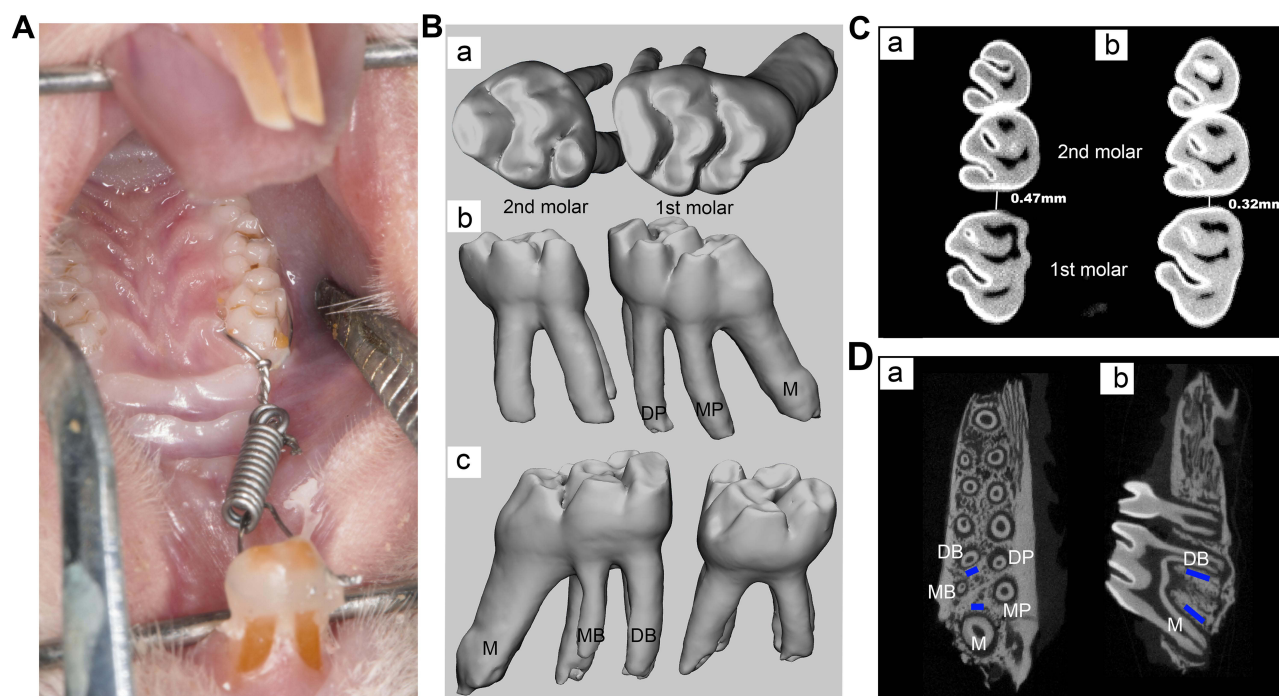 A
B
a
2nd molar 1st molar
b
DP MP M
c
M MB DB
C
a b
2nd molar
0.47mm 0.32mm
1st molar
D
a b
DB DP DB
MB MP
M M